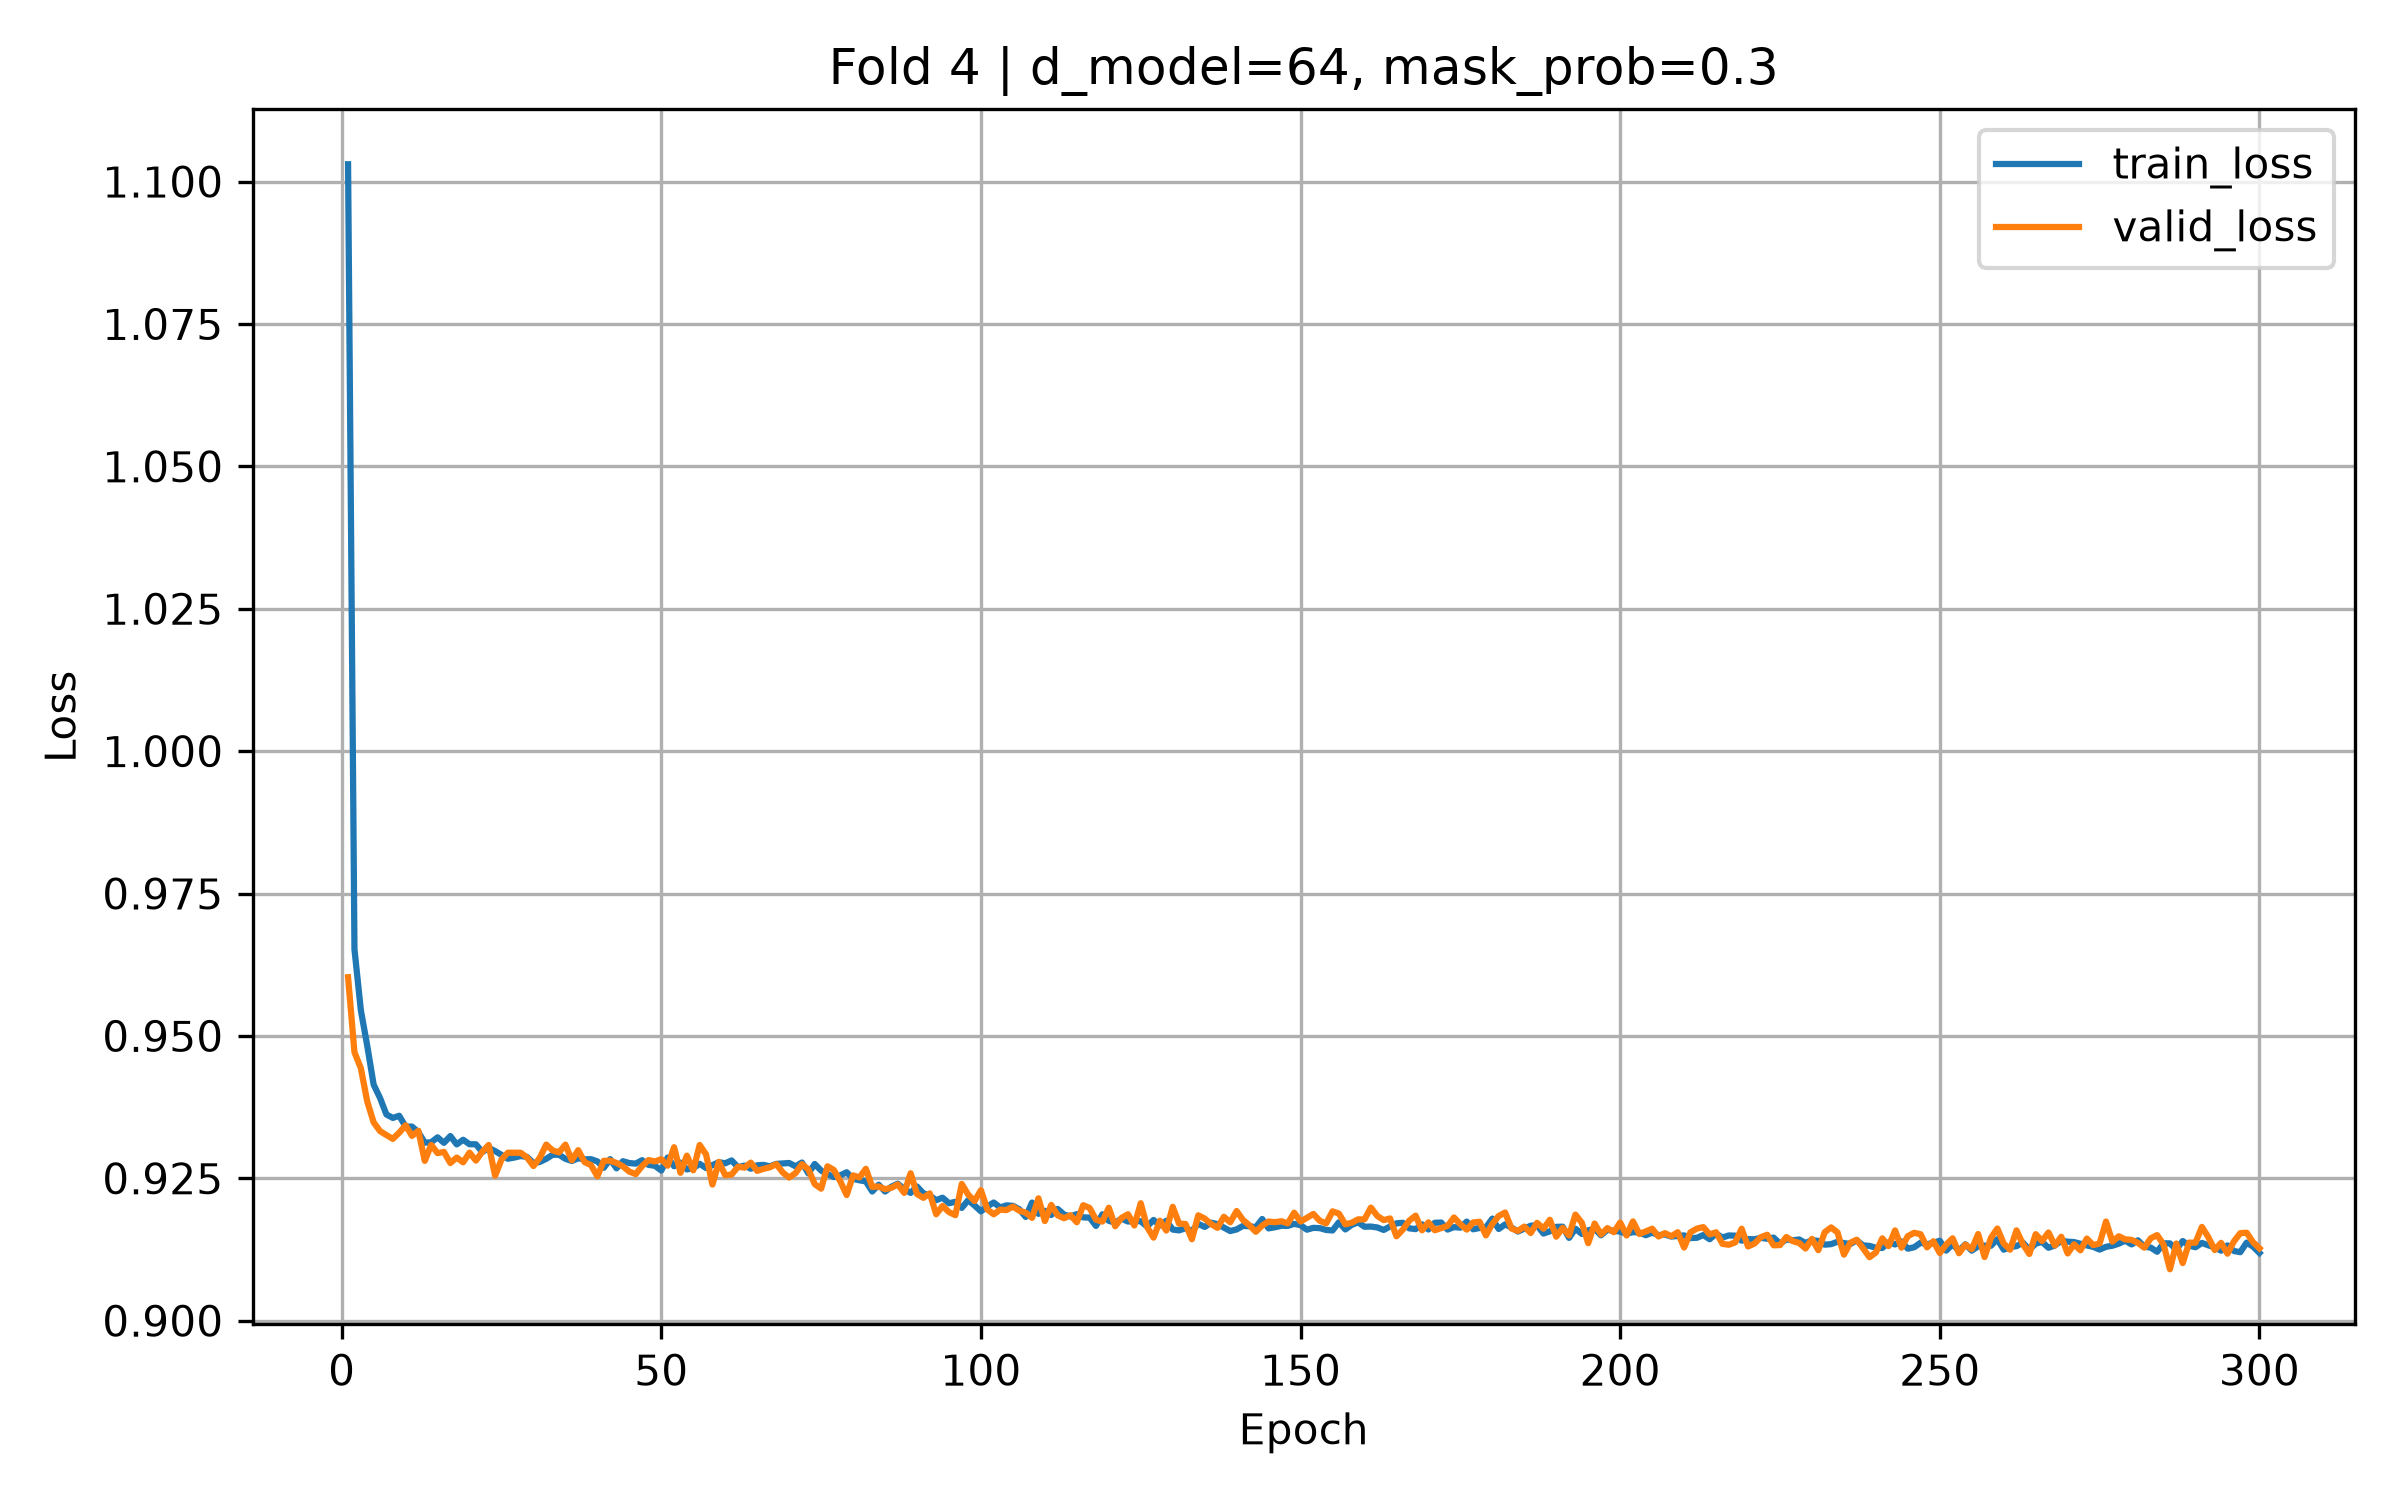 Fold 4 | d_model=64, mask_prob=0.3
train_loss
valid_loss
1.100
1.075
1.050
1.025
1.000
0.975
0.950
0.925
0.900
Loss
0 50 100 150 200 250 300
Epoch